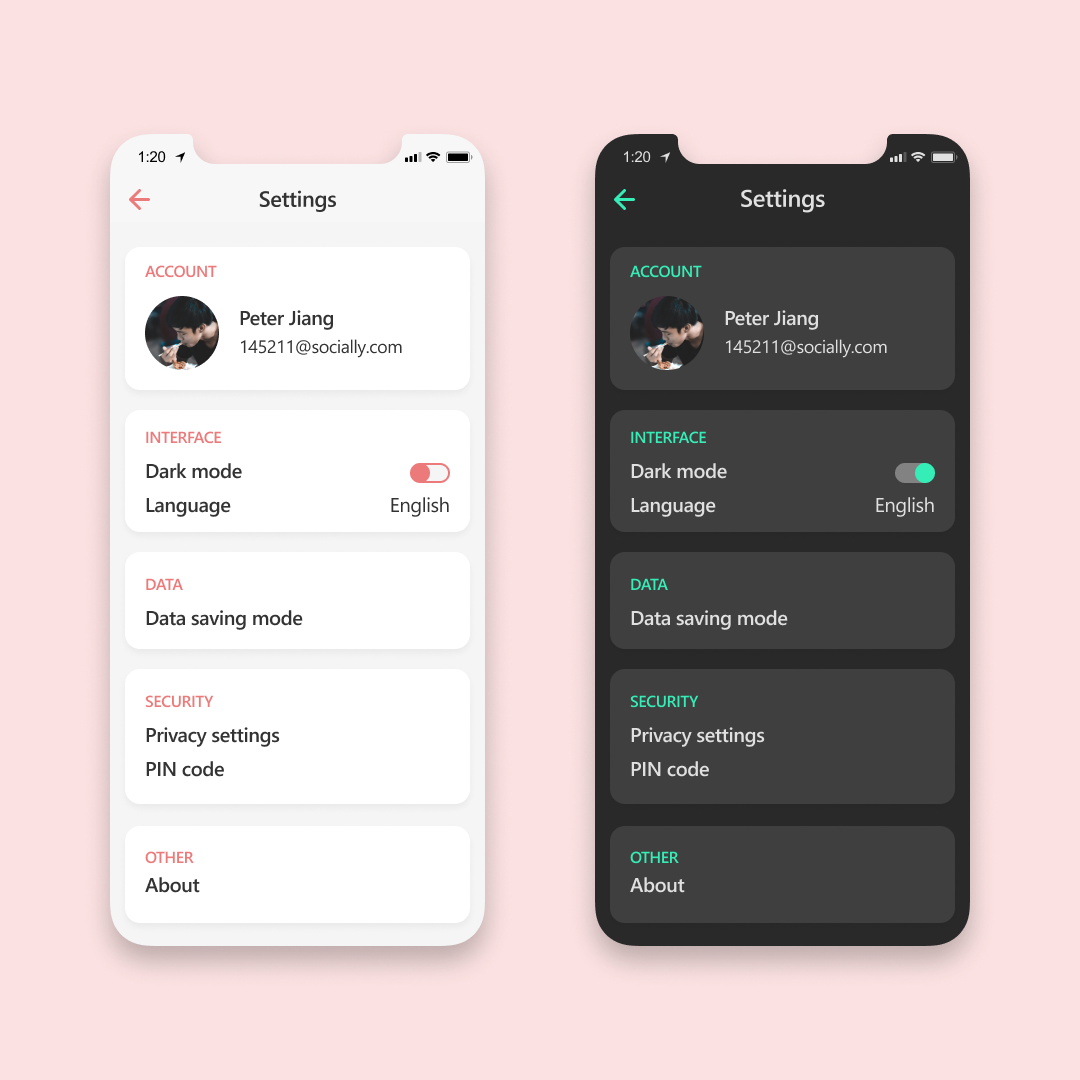 1:20
Settings
ACCOUNT
Peter Jiang
145211@socially.com
INTERFACE
Dark mode
Language English
DATA
Data saving mode
SECURITY
Privacy settings
PIN code
OTHER
About
1:20
Settings
ACCOUNT
Peter Jiang
145211@socially.com
INTERFACE
Dark mode
Language English
DATA
Data saving mode
SECURITY
Privacy settings
PIN code
OTHER
About